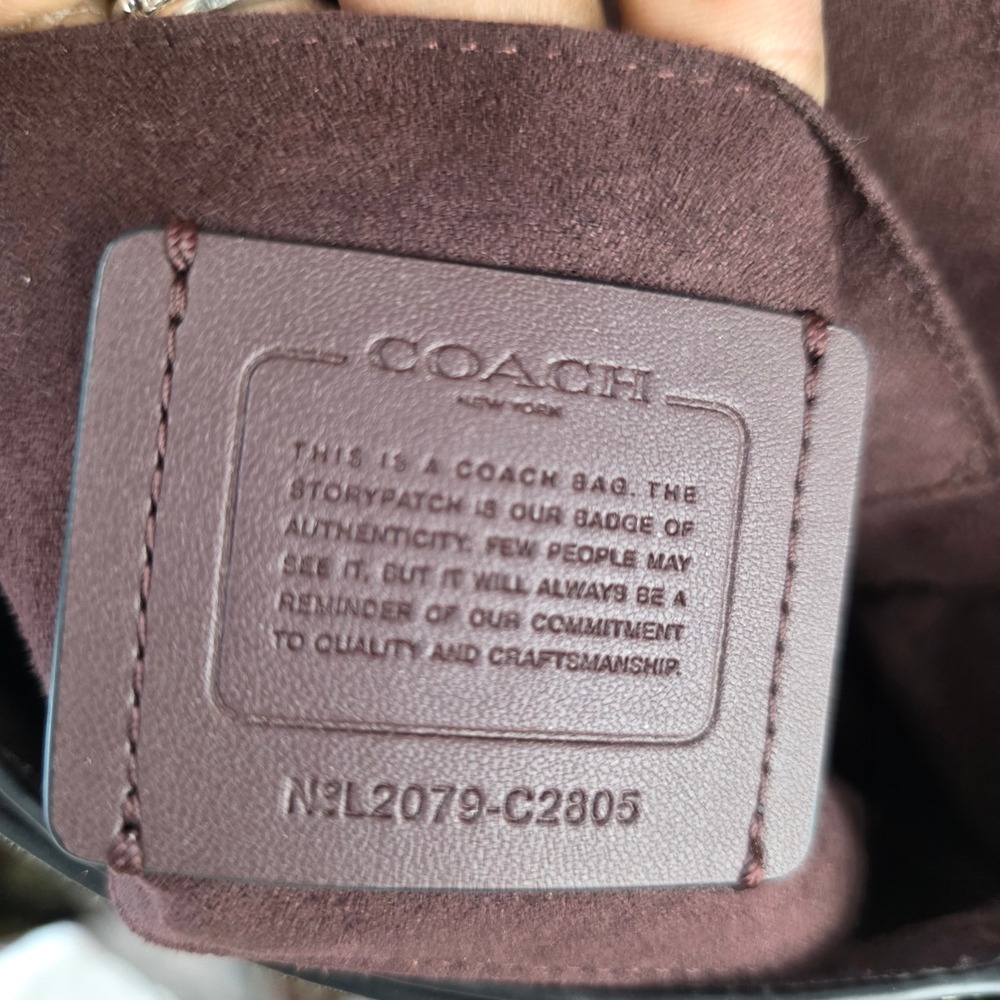 COACH
NEW YORK
THIS IS A COACH BAG. THE
STORYPATCH IS OUR BADGE OF
AUTHENTICITY. FEW PEOPLE MAY
SEE IT, BUT IT WILL ALWAYS BE A
REMINDER OF OUR COMMITMENT
TO QUALITY AND CRAFTSMANSHIP.
NºL2079-C2805